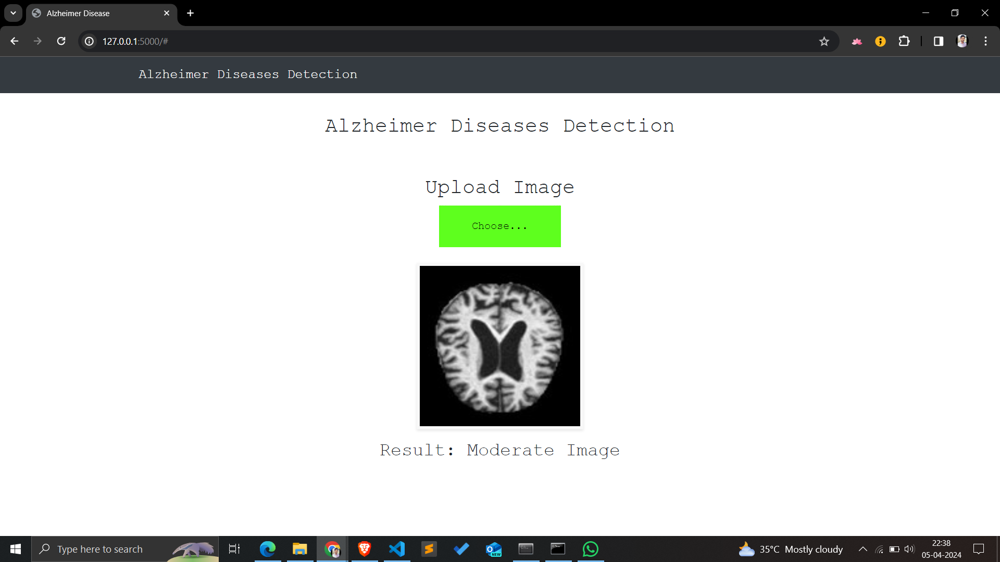 Alzheimer Disease
127.0.0.1:5000/#
Alzheimer Diseases Detection
Alzheimer Diseases Detection
Upload Image
Choose...
Result: Moderate Image
Type here to search
NEW
35°C Mostly cloudy
22:38
05-04-2024